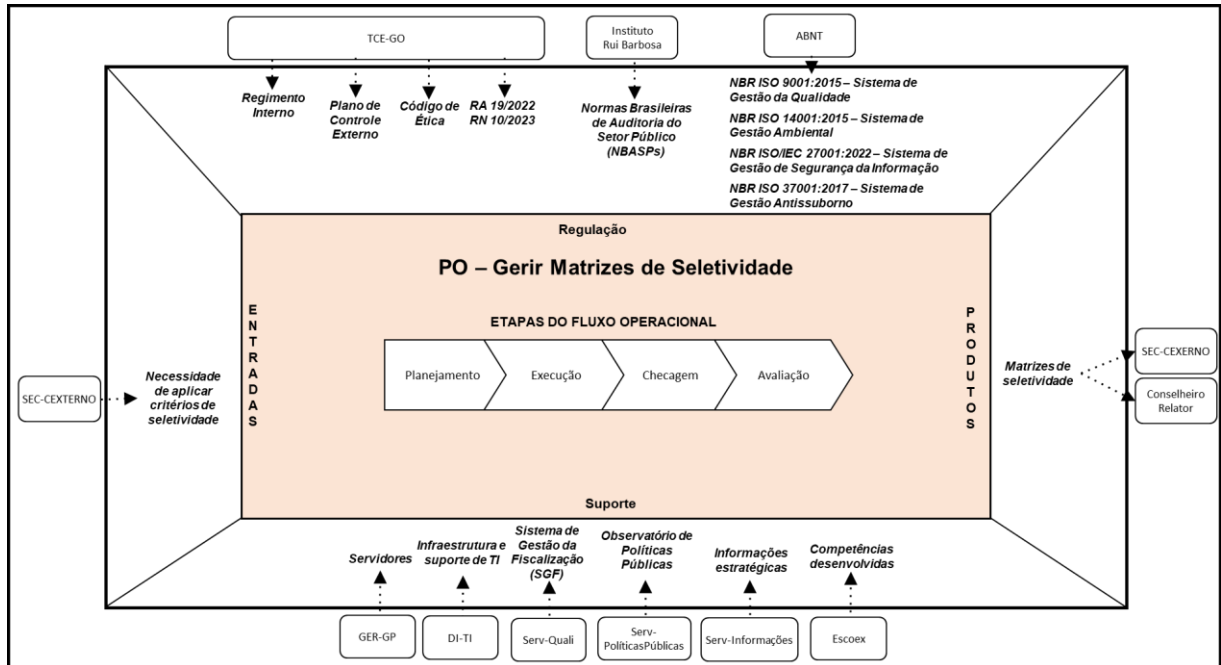 TCE-GO
Instituto
Rui Barbosa
ABNT
Regimento
Interno
Plano de
Controle
Externo
Código de
Ética
RA 19/2022
RN 10/2023
Normas Brasileiras
de Auditoria do
Setor Público
(NBASPs)
NBR ISO 9001:2015 – Sistema de
Gestão da Qualidade
NBR ISO 14001:2015 – Sistema de
Gestão Ambiental
NBR ISO/IEC 27001:2022 – Sistema de
Gestão de Segurança da Informação
NBR ISO 37001:2017 – Sistema de
Gestão Antissuborno
Regulação
PO – Gerir Matrizes de Seletividade
ETAPAS DO FLUXO OPERACIONAL
Planejamento
Execução
Checagem
Avaliação
ENTRADAS
PRODUTOS
SEC-CEXTERNO
Necessidade
de aplicar
critérios de
seletividade
Matrizes de
seletividade
SEC-CEXERNO
Conselheiro
Relator
Suporte
Servidores
Infraestrutura e
suporte de TI
Sistema de
Gestão da
Fiscalização
(SGF)
Observatório de
Políticas
Públicas
Informações
estratégicas
Competências
desenvolvidas
GER-GP
DI-TI
Serv-Quali
Serv-
PolíticasPúblicas
Serv-Informações
Escoex